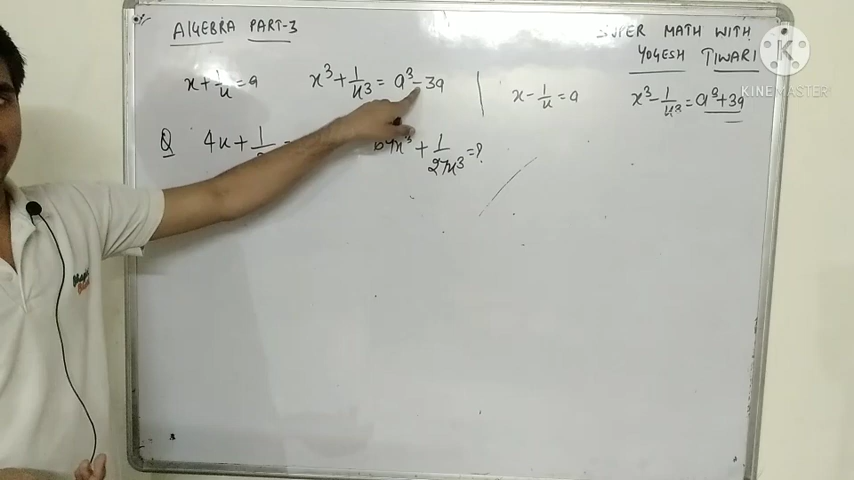 ALGEBRA PART-3
SUPER MATH WITH
YOGESH TIWARI
KINEMASTER
x + 1/x = a
x³ + 1/x³ = a³ - 3a
x - 1/x = a
x³ - 1/x³ = a³ + 3a
Q 4x + 1/
x³ + 1/27x³ = ?